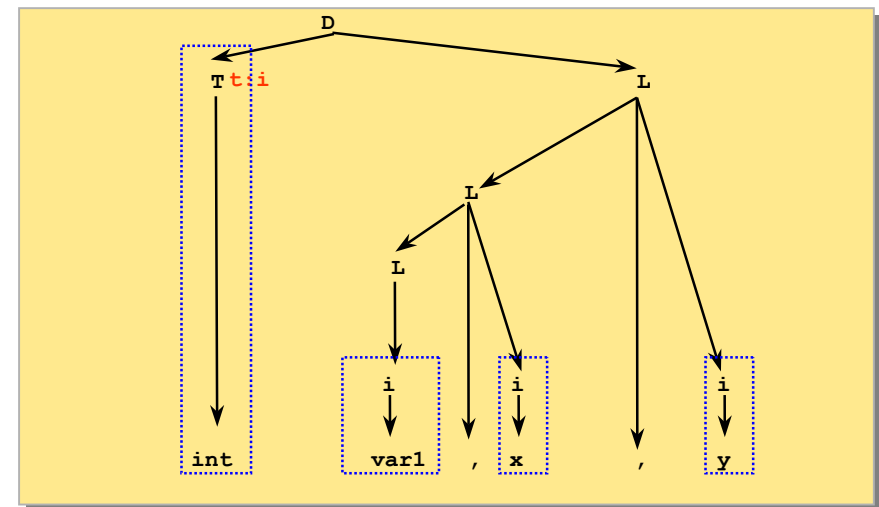 D
T t:i L
L
L
i i i
int var1 , x , y